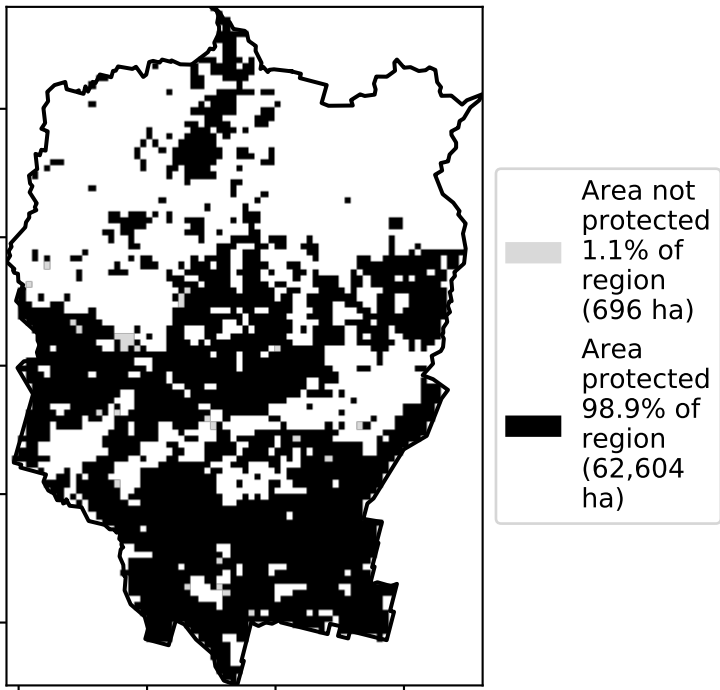 Area not
protected
1.1% of
region
(696 ha)
Area
protected
98.9% of
region
(62,604
ha)